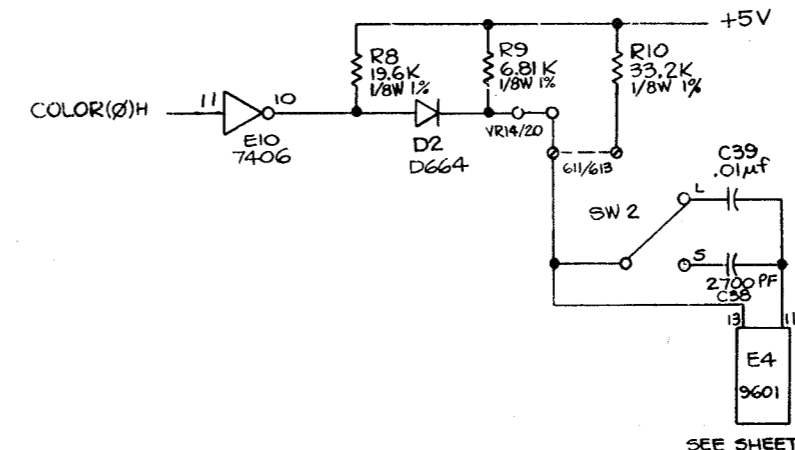 +5V
R8
19.6K
1/8W 1%
R9
6.81K
1/8W 1%
R10
33.2K
1/8W 1%
COLOR(Ø)H
11
10
E10
7406
D2
D664
VR14/20
611/613
C39
.01µf
SW 2
L
S
2700 PF
C38
13
11
E4
9601
SEE SHEET